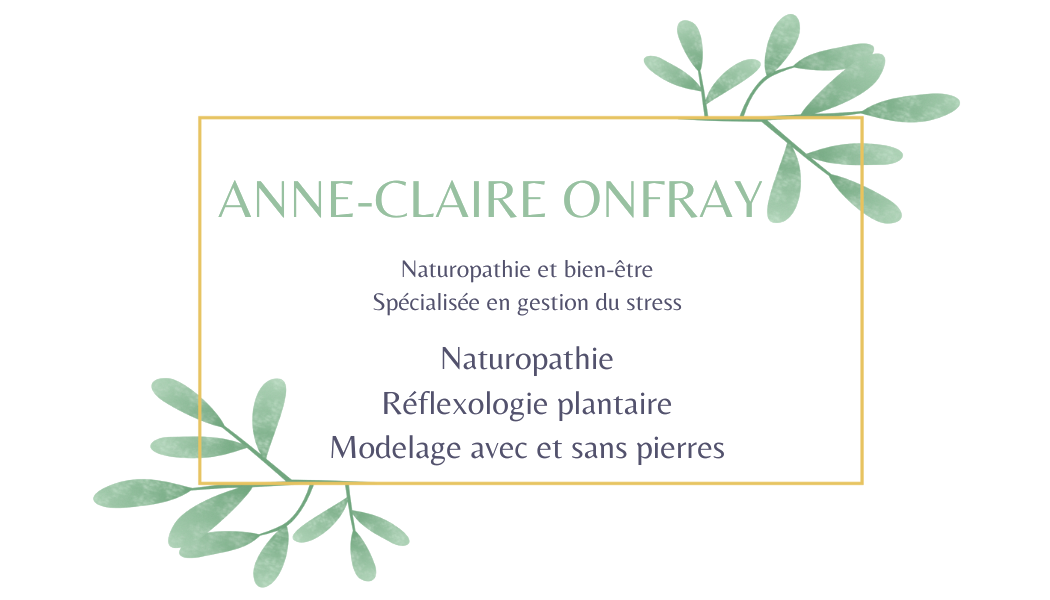 ANNE-CLAIRE ONFRAY
Naturopathie et bien-être
Spécialisée en gestion du stress
Naturopathie
Réflexologie plantaire
Modelage avec et sans pierres